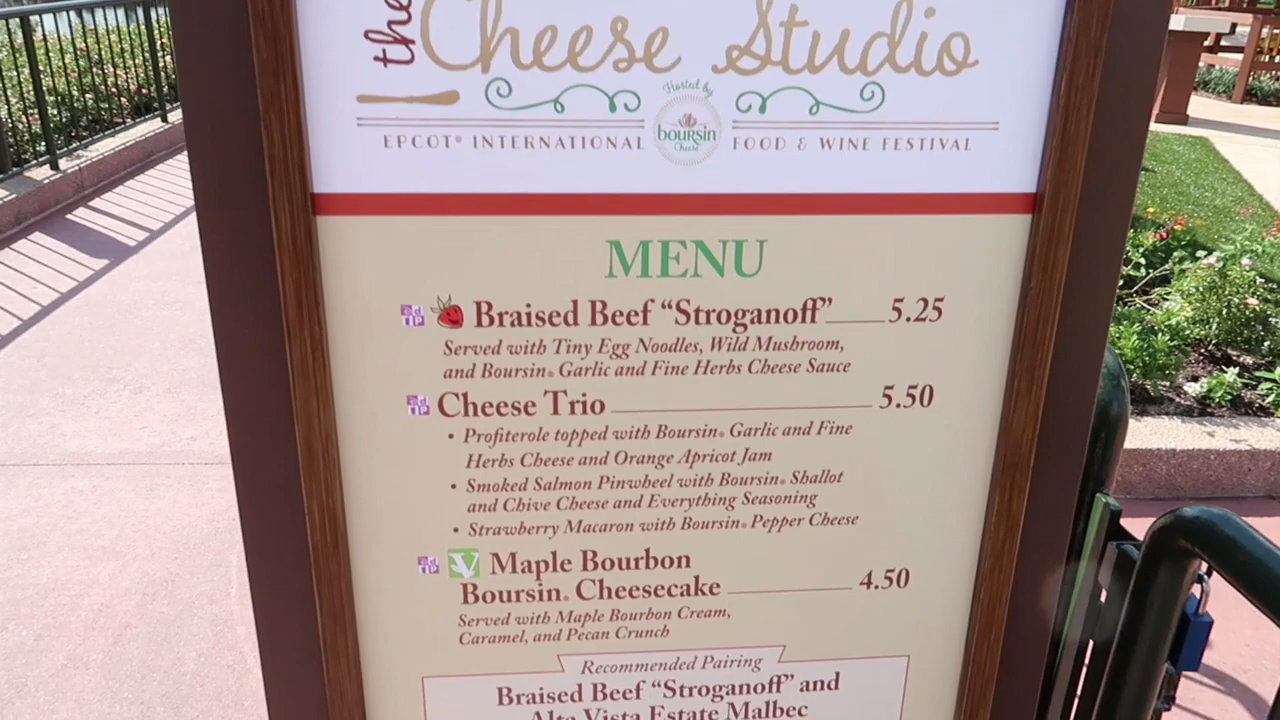 the Cheese Studio
Hosted by
boursin
Cheese
EPCOT® INTERNATIONAL FOOD & WINE FESTIVAL
MENU
Braised Beef “Stroganoff” 5.25
Served with Tiny Egg Noodles, Wild Mushroom,
and Boursin® Garlic and Fine Herbs Cheese Sauce
Cheese Trio 5.50
• Profiterole topped with Boursin® Garlic and Fine
Herbs Cheese and Orange Apricot Jam
• Smoked Salmon Pinwheel with Boursin® Shallot
and Chive Cheese and Everything Seasoning
• Strawberry Macaron with Boursin® Pepper Cheese
V Maple Bourbon
Boursin® Cheesecake 4.50
Served with Maple Bourbon Cream,
Caramel, and Pecan Crunch
Recommended Pairing
Braised Beef “Stroganoff” and
Alta Vista Estate Malbec